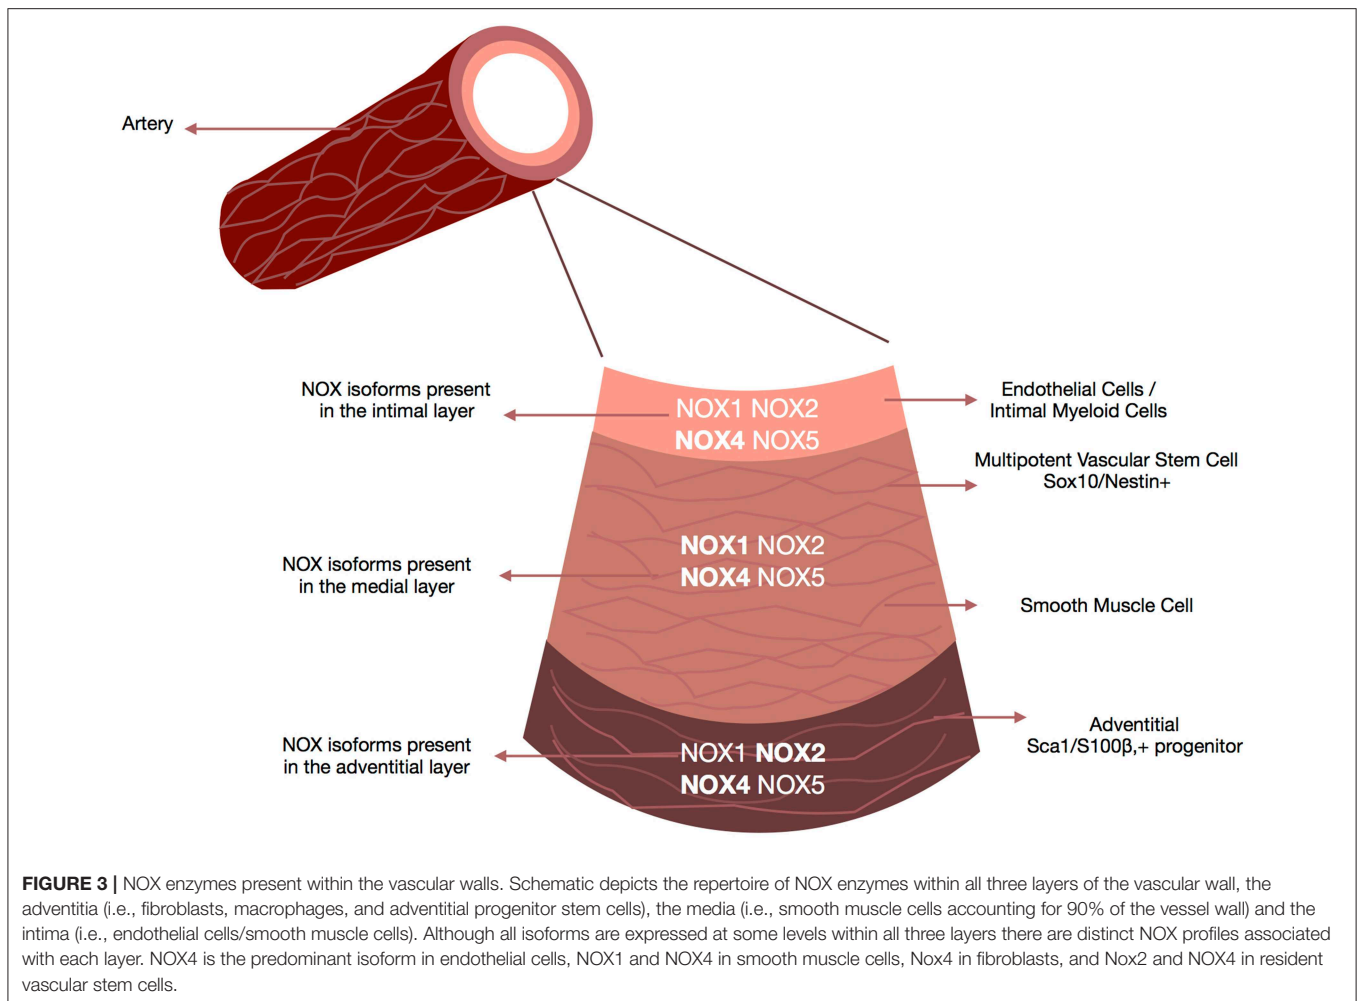 Artery
NOX isoforms present
in the intimal layer
NOX1 NOX2
NOX4 NOX5
Endothelial Cells /
Intimal Myeloid Cells
Multipotent Vascular Stem Cell
Sox10/Nestin+
NOX isoforms present
in the medial layer
NOX1 NOX2
NOX4 NOX5
Smooth Muscle Cell
NOX isoforms present
in the adventitial layer
NOX1 NOX2
NOX4 NOX5
Adventitial
Sca1/S100β,+ progenitor
FIGURE 3 | NOX enzymes present within the vascular walls. Schematic depicts the repertoire of NOX enzymes within all three layers of the vascular wall, the
adventitia (i.e., fibroblasts, macrophages, and adventitial progenitor stem cells), the media (i.e., smooth muscle cells accounting for 90% of the vessel wall) and the
intima (i.e., endothelial cells/smooth muscle cells). Although all isoforms are expressed at some levels within all three layers there are distinct NOX profiles associated
with each layer. NOX4 is the predominant isoform in endothelial cells, NOX1 and NOX4 in smooth muscle cells, Nox4 in fibroblasts, and Nox2 and NOX4 in resident
vascular stem cells.